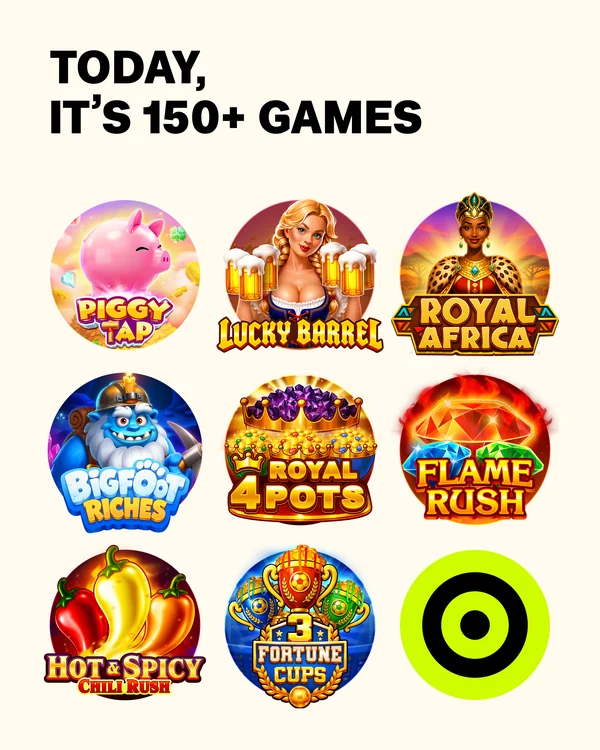 TODAY,
IT'S 150+ GAMES
PIGGY
TAP
LUCKY BARREL
ROYAL
AFRICA
BIGFOOT
RICHES
ROYAL
4 POTS
FLAME
RUSH
HOT & SPICY
CHILI RUSH
3
FORTUNE
CUPS